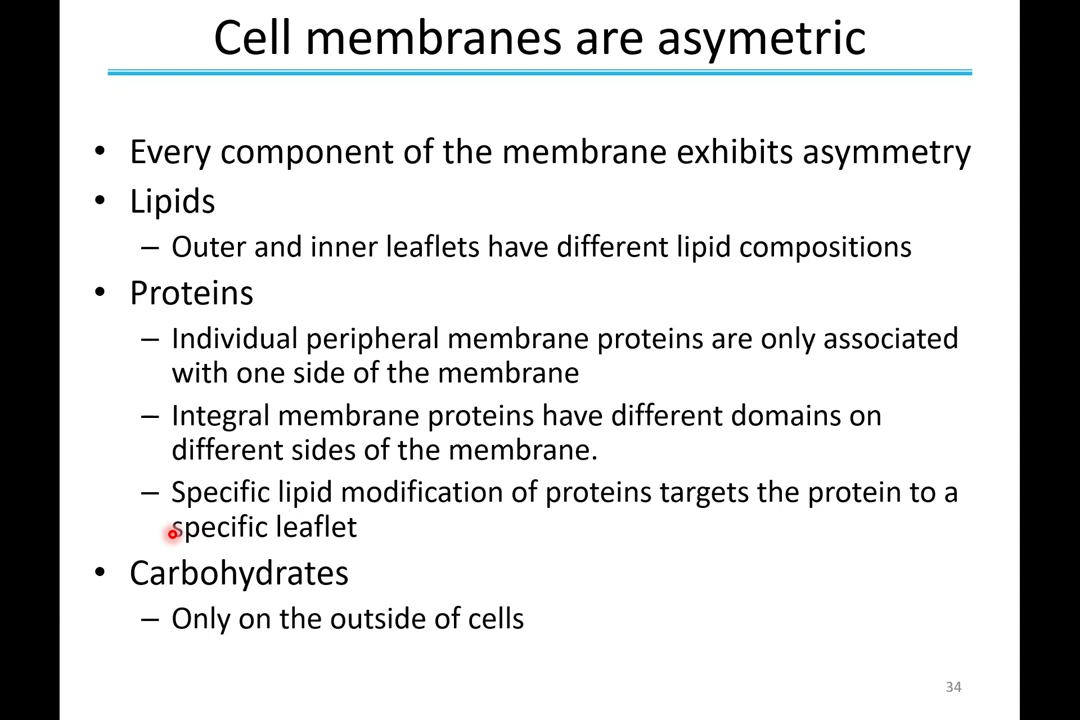 Cell membranes are asymetric
• Every component of the membrane exhibits asymmetry
• Lipids
– Outer and inner leaflets have different lipid compositions
• Proteins
– Individual peripheral membrane proteins are only associated
with one side of the membrane
– Integral membrane proteins have different domains on
different sides of the membrane.
– Specific lipid modification of proteins targets the protein to a
specific leaflet
• Carbohydrates
– Only on the outside of cells
34